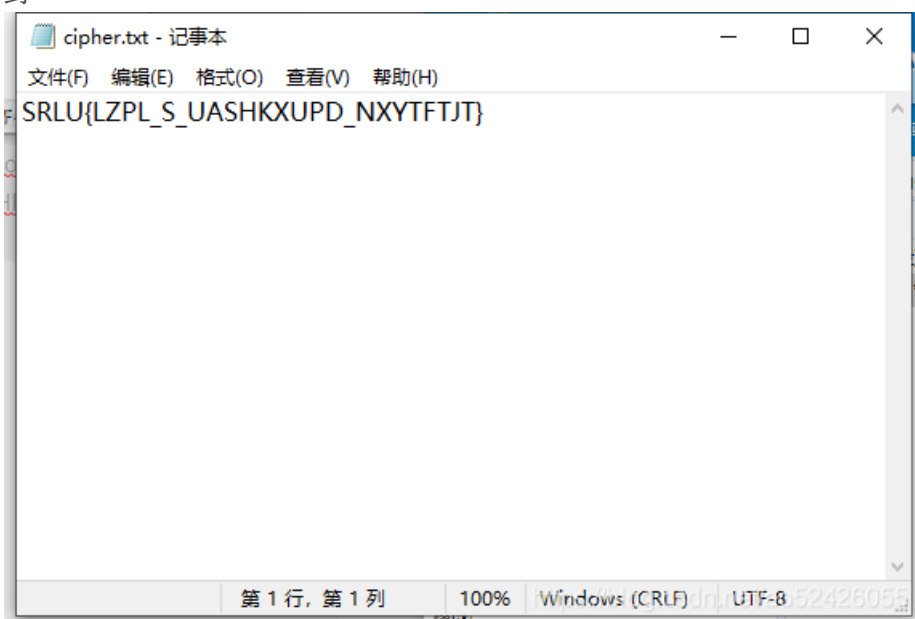 cipher.txt - 记事本
文件(F) 编辑(E) 格式(O) 查看(V) 帮助(H)
SRLU{LZPL_S_UASHKXUPD_NXYTFTJT}
第 1 行, 第 1 列 100% Windows (CRLF) UTF-8